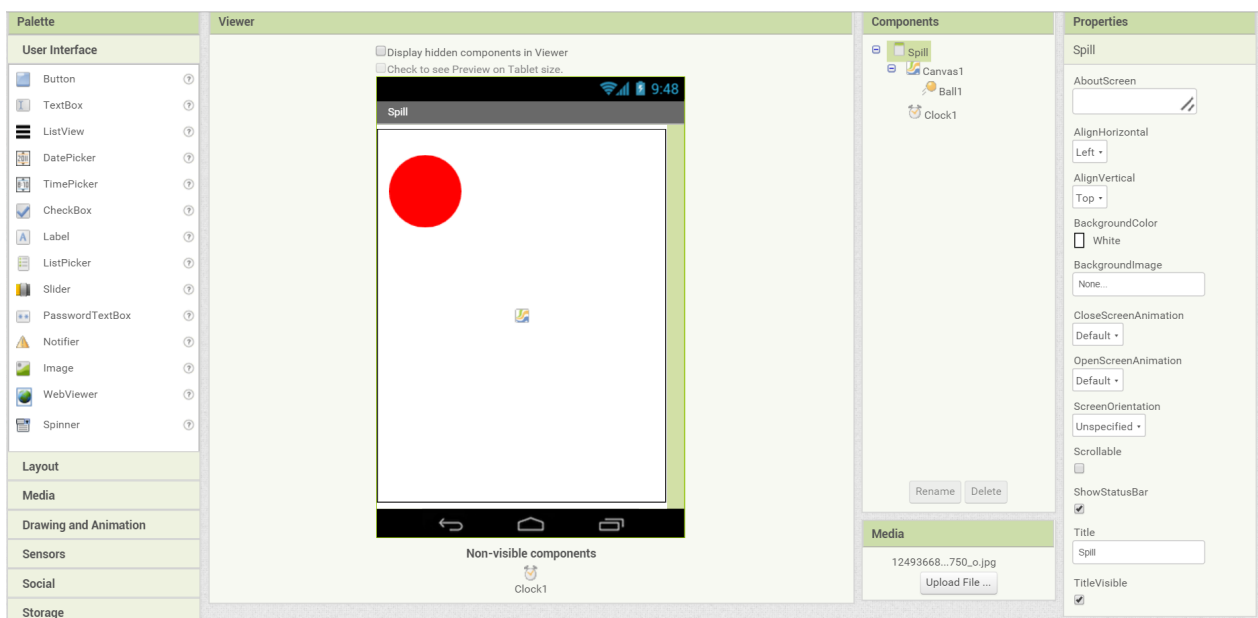 Palette
User Interface
Button
TextBox
ListView
DatePicker
TimePicker
CheckBox
Label
ListPicker
Slider
PasswordTextBox
Notifier
Image
WebViewer
Spinner
Layout
Media
Drawing and Animation
Sensors
Social
Storage
Viewer
Display hidden components in Viewer
Check to see Preview on Tablet size.
9:48
Spill
Non-visible components
Clock1
Components
Spill
Canvas1
Ball1
Clock1
Rename Delete
Media
12493668...750_o.jpg
Upload File ...
Properties
Spill
AboutScreen
AlignHorizontal
Left
AlignVertical
Top
BackgroundColor
White
BackgroundImage
None...
CloseScreenAnimation
Default
OpenScreenAnimation
Default
ScreenOrientation
Unspecified
Scrollable
ShowStatusBar
Title
Spill
TitleVisible